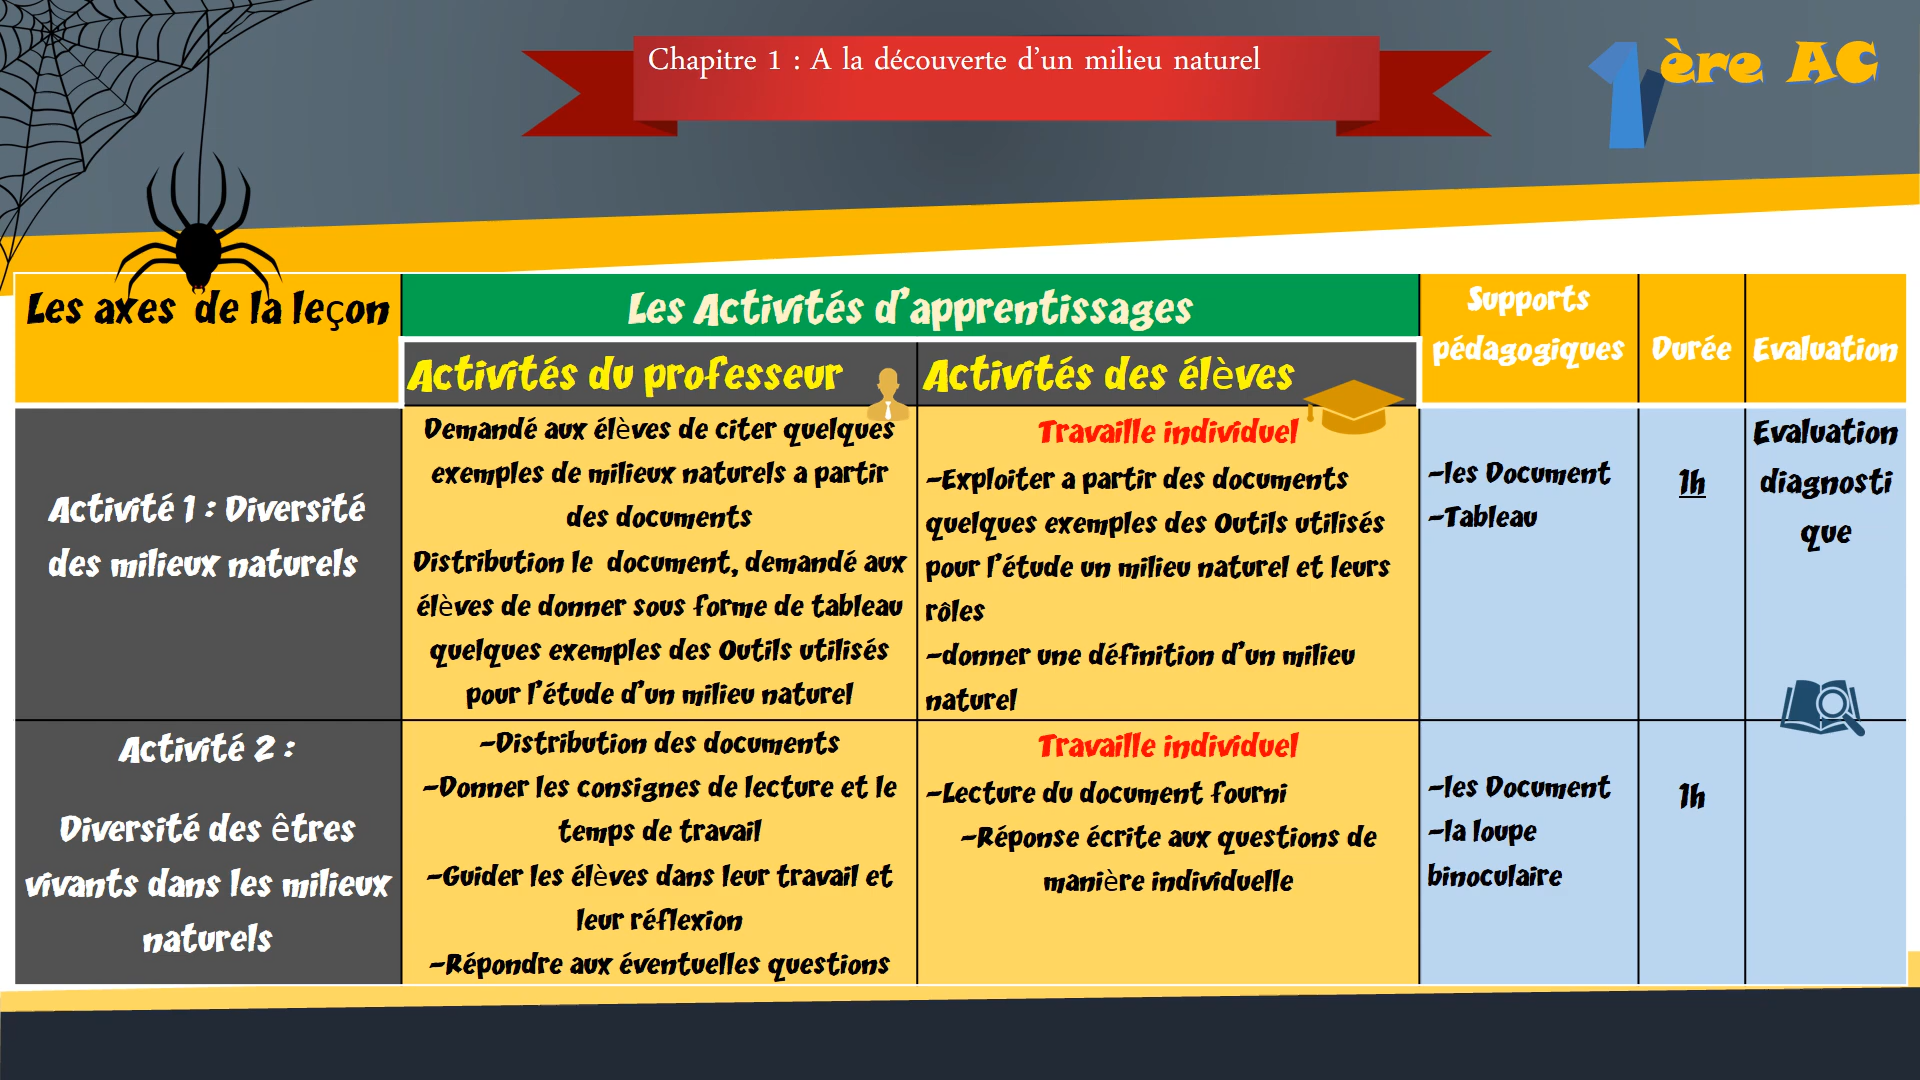 Chapitre 1 : A la découverte d’un milieu naturel
1ère AC
Les axes de la leçon
Les Activités d’apprentissages
Supports
pédagogiques
Durée
Evaluation
Activités du professeur
Activités des élèves
Activité 1 : Diversité
des milieux naturels
Demandé aux élèves de citer quelques
exemples de milieux naturels a partir
des documents
Distribution le document, demandé aux
élèves de donner sous forme de tableau
quelques exemples des Outils utilisés
pour l’étude d’un milieu naturel
Travaille individuel
-Exploiter a partir des documents
quelques exemples des Outils utilisés
pour l’étude un milieu naturel et leurs
rôles
-donner une définition d’un milieu
naturel
-les Document
-Tableau
1h
Evaluation
diagnosti
que
Activité 2 :
Diversité des êtres
vivants dans les milieux
naturels
-Distribution des documents
-Donner les consignes de lecture et le
temps de travail
-Guider les élèves dans leur travail et
leur réflexion
-Répondre aux éventuelles questions
Travaille individuel
-Lecture du document fourni
-Réponse écrite aux questions de
manière individuelle
-les Document
-la loupe
binoculaire
1h